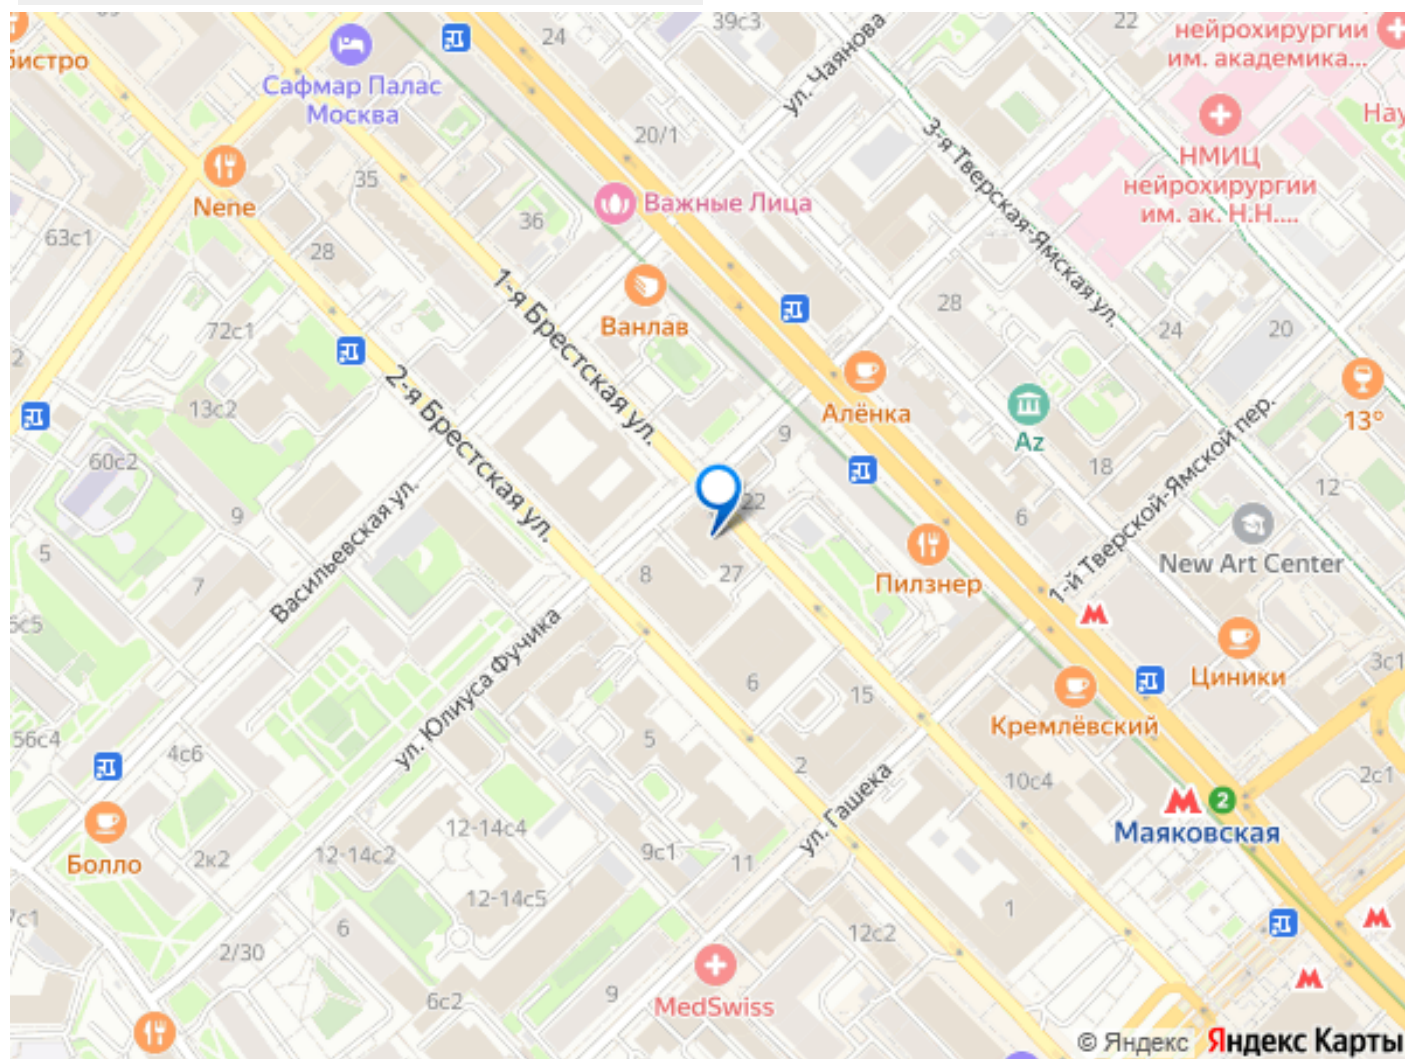 39с3
22
нейрохирургии
им. академика...
бистро
24
ул. Чаянова
Сафмар Палас
Москва
20/1
3-я Тверская-Ямская ул.
Нау
НМИЦ
нейрохирургии
им. ак. Н.Н....
35
Nene
36
Важные Лица
63с1
28
1-я Брестская ул.
Ванлав
28
72с1
24
20
2
2-я Брестская ул.
13с2
Алёнка
Az
13°
9
1-й Тверской-Ямской пер.
60с2
18
12
Васильевская ул.
9
22
6
New Art Center
5
7
8
27
Пилзнер
6с5
ул. Юлиуса Фучика
6
15
Циники
3с1
Кремлёвский
56с4
4с6
5
2
10с4
2с1
ул. Гашека
2
Маяковская
Болло
2к2
12-14с2
12-14с4
9с1
11
12-14с5
7с1
6
1
12с2
2/30
6с2
9
MedSwiss
© Яндекс Яндекс Карты